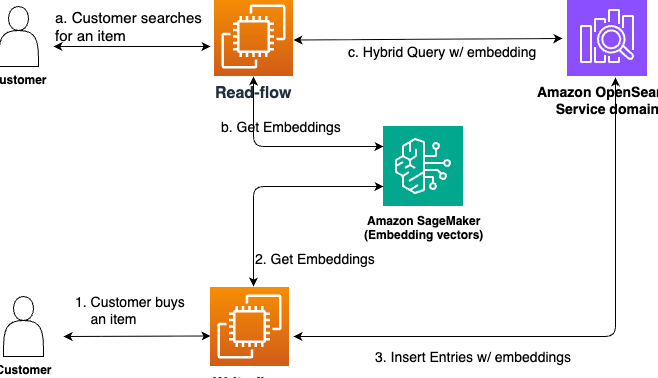 a. Customer searches
for an item
c. Hybrid Query w/ embedding
ustomer
Read-flow
Amazon OpenSear
Service domain
b. Get Embeddings
Amazon SageMaker
(Embedding vectors)
2. Get Embeddings
1. Customer buys
an item
3. Insert Entries w/ embeddings
Customer